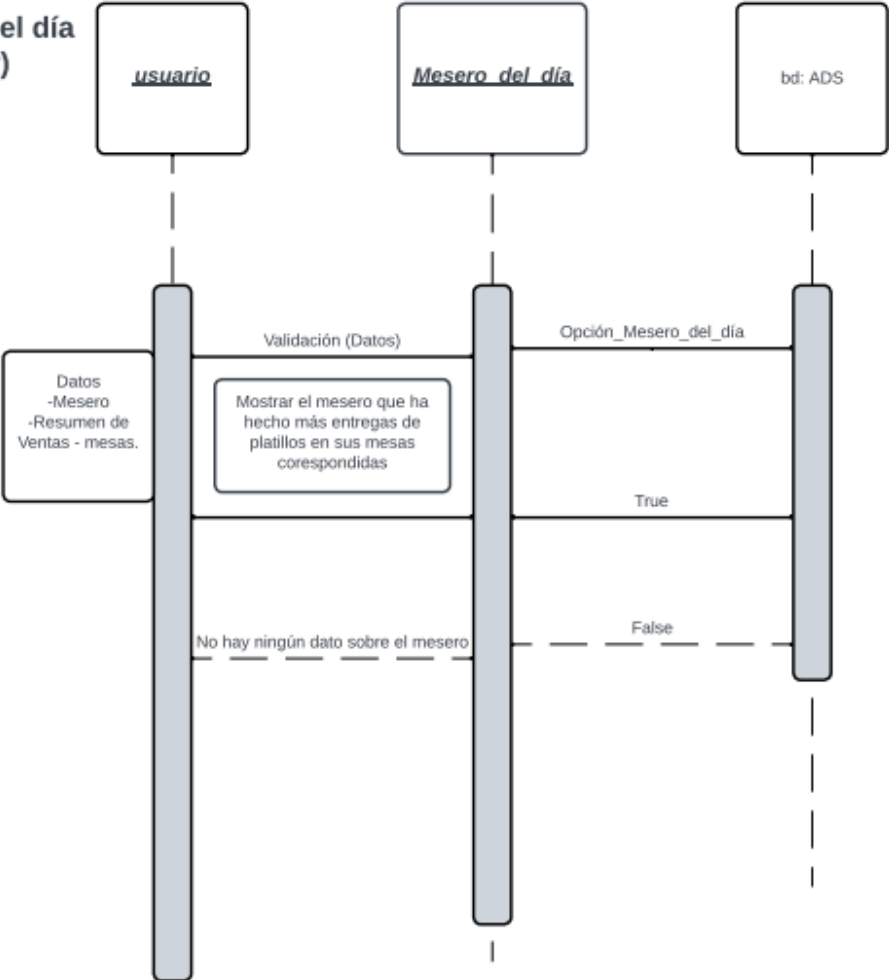 el día
)
usuario
Mesero_del_día
bd: ADS
Validación (Datos)
Opción_Mesero_del_día
Datos
-Mesero
-Resumen de
Ventas - mesas.
Mostrar el mesero que ha
hecho más entregas de
platillos en sus mesas
corespondidas
True
No hay ningún dato sobre el mesero
False